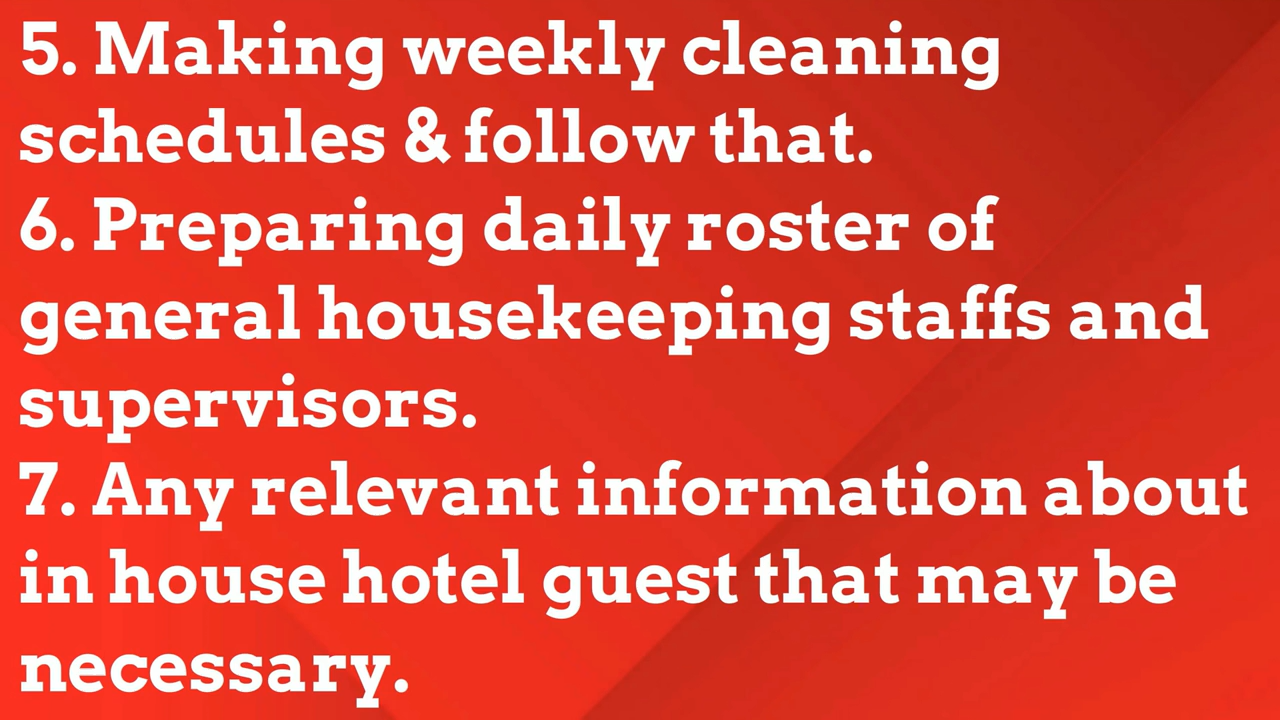 5. Making weekly cleaning
schedules & follow that.
6. Preparing daily roster of
general housekeeping staffs and
supervisors.
7. Any relevant information about
in house hotel guest that may be
necessary.